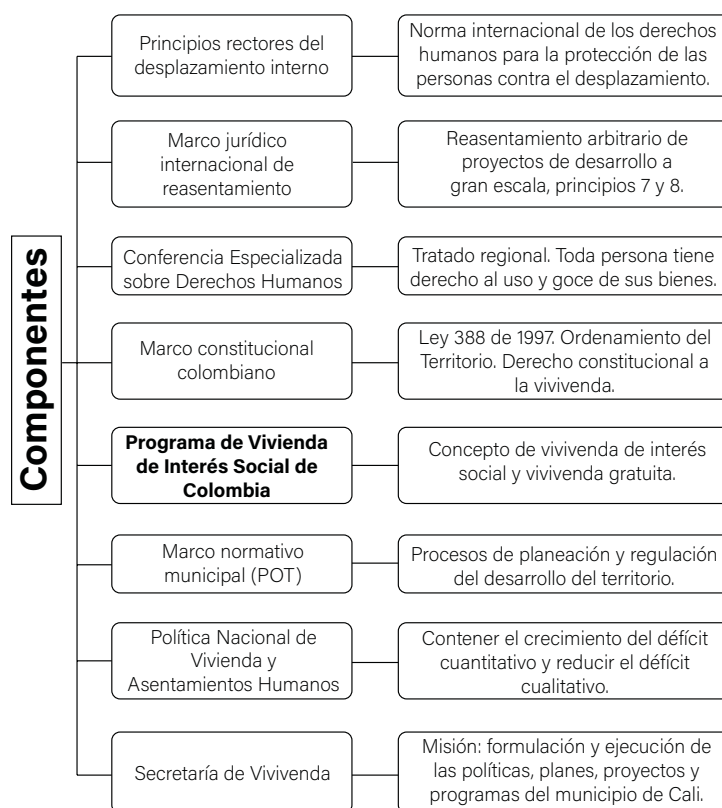 Componentes
Principios rectores del
desplazamiento interno
Norma internacional de los derechos
humanos para la protección de las
personas contra el desplazamiento.
Marco jurídico
internacional de
reasentamiento
Reasentamiento arbitrario de
proyectos de desarrollo a
gran escala, principios 7 y 8.
Conferencia Especializada
sobre Derechos Humanos
Tratado regional. Toda persona tiene
derecho al uso y goce de sus bienes.
Marco constitucional
colombiano
Ley 388 de 1997. Ordenamiento del
Territorio. Derecho constitucional a
la vivivenda.
Programa de Vivienda
de Interés Social de
Colombia
Concepto de vivivenda de interés
social y vivivenda gratuita.
Marco normativo
municipal (POT)
Procesos de planeación y regulación
del desarrollo del territorio.
Política Nacional de
Vivienda y
Asentamientos Humanos
Contener el crecimiento del défícit
cuantitativo y reducir el défícit
cualitativo.
Secretaría de Vivivenda
Misión: formulación y ejecución de
las políticas, planes, proyectos y
programas del municipio de Cali.